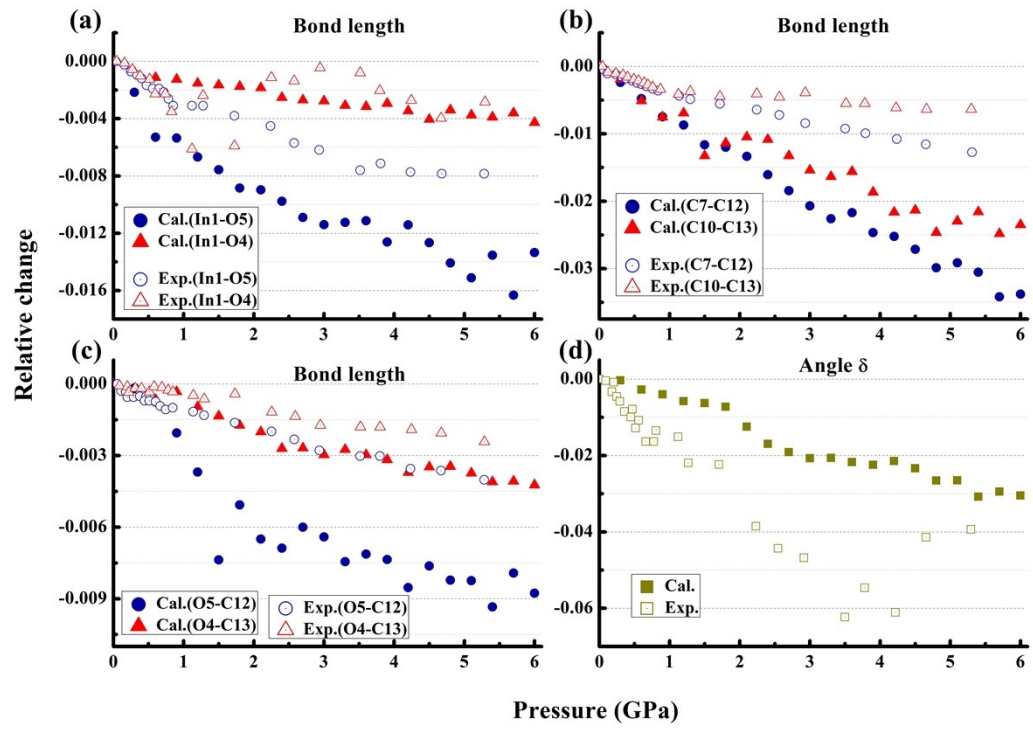 (a)
Bond length
0.000
-0.004
-0.008
-0.012
-0.016
Cal.(In1-O5)
Cal.(In1-O4)
Exp.(In1-O5)
Exp.(In1-O4)
0 1 2 3 4 5 6
(b)
Bond length
0.00
-0.01
-0.02
-0.03
Cal.(C7-C12)
Cal.(C10-C13)
Exp.(C7-C12)
Exp.(C10-C13)
0 1 2 3 4 5 6
Relative change
(c)
Bond length
0.000
-0.003
-0.006
-0.009
Cal.(O5-C12)
Cal.(O4-C13)
Exp.(O5-C12)
Exp.(O4-C13)
0 1 2 3 4 5 6
(d)
Angle δ
0.00
-0.02
-0.04
-0.06
Cal.
Exp.
0 1 2 3 4 5 6
Pressure (GPa)